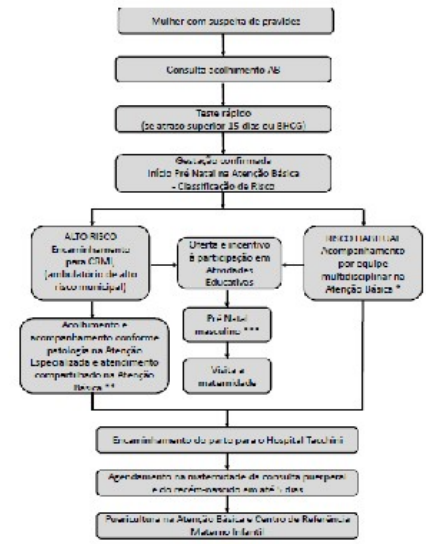 Mulher com suspeita de gravidez
Consulta acolhimento AB
Teste rápido
(se atraso superior 15 dias ou BHCG)
Gestação confirmada
Início Pré Natal na Atenção Básica
- Classificação de Risco
ALTO RISCO
Encaminhamento
para CRMI,
(ambulatorio de alto
risco municipal)
Oferta e incentivo
à participação em
Atividades
Educativas
RISCO HABITUAL
Acompanhamento
por equipe
multidisciplinar na
Atenção Básica *
Acolhimento e
acompanhamento conforme
patologia na Atenção
Especializada e atendimento
compartilhado na Atenção
Básica **
Pré Natal
masculino ***
Visita a
maternidade
Encaminhamento do parto para o Hospital Tacchini
Agendamento na maternidade da consulta puerperal
e do recém-nascido em até 5 dias
Puericultura na Atenção Básica e Centro de Referência
Materno Infantil